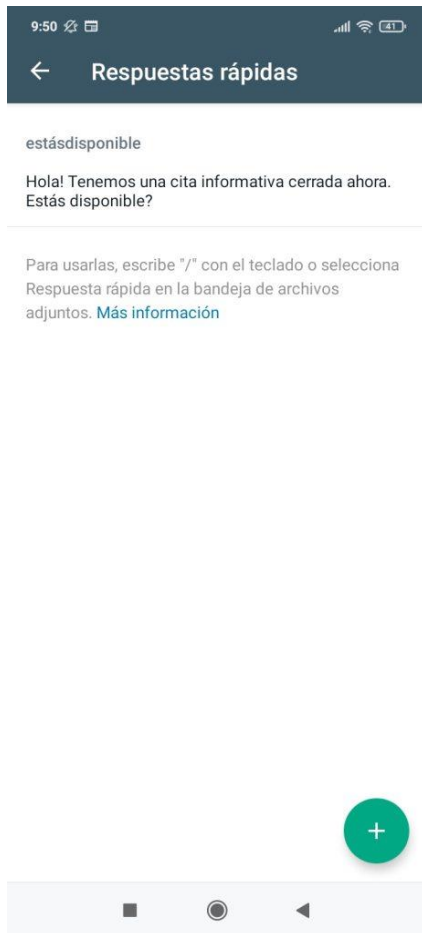 9:50
41
Respuestas rápidas
estásdisponible
Hola! Tenemos una cita informativa cerrada ahora.
Estás disponible?
Para usarlas, escribe "/" con el teclado o selecciona
Respuesta rápida en la bandeja de archivos
adjuntos. Más información